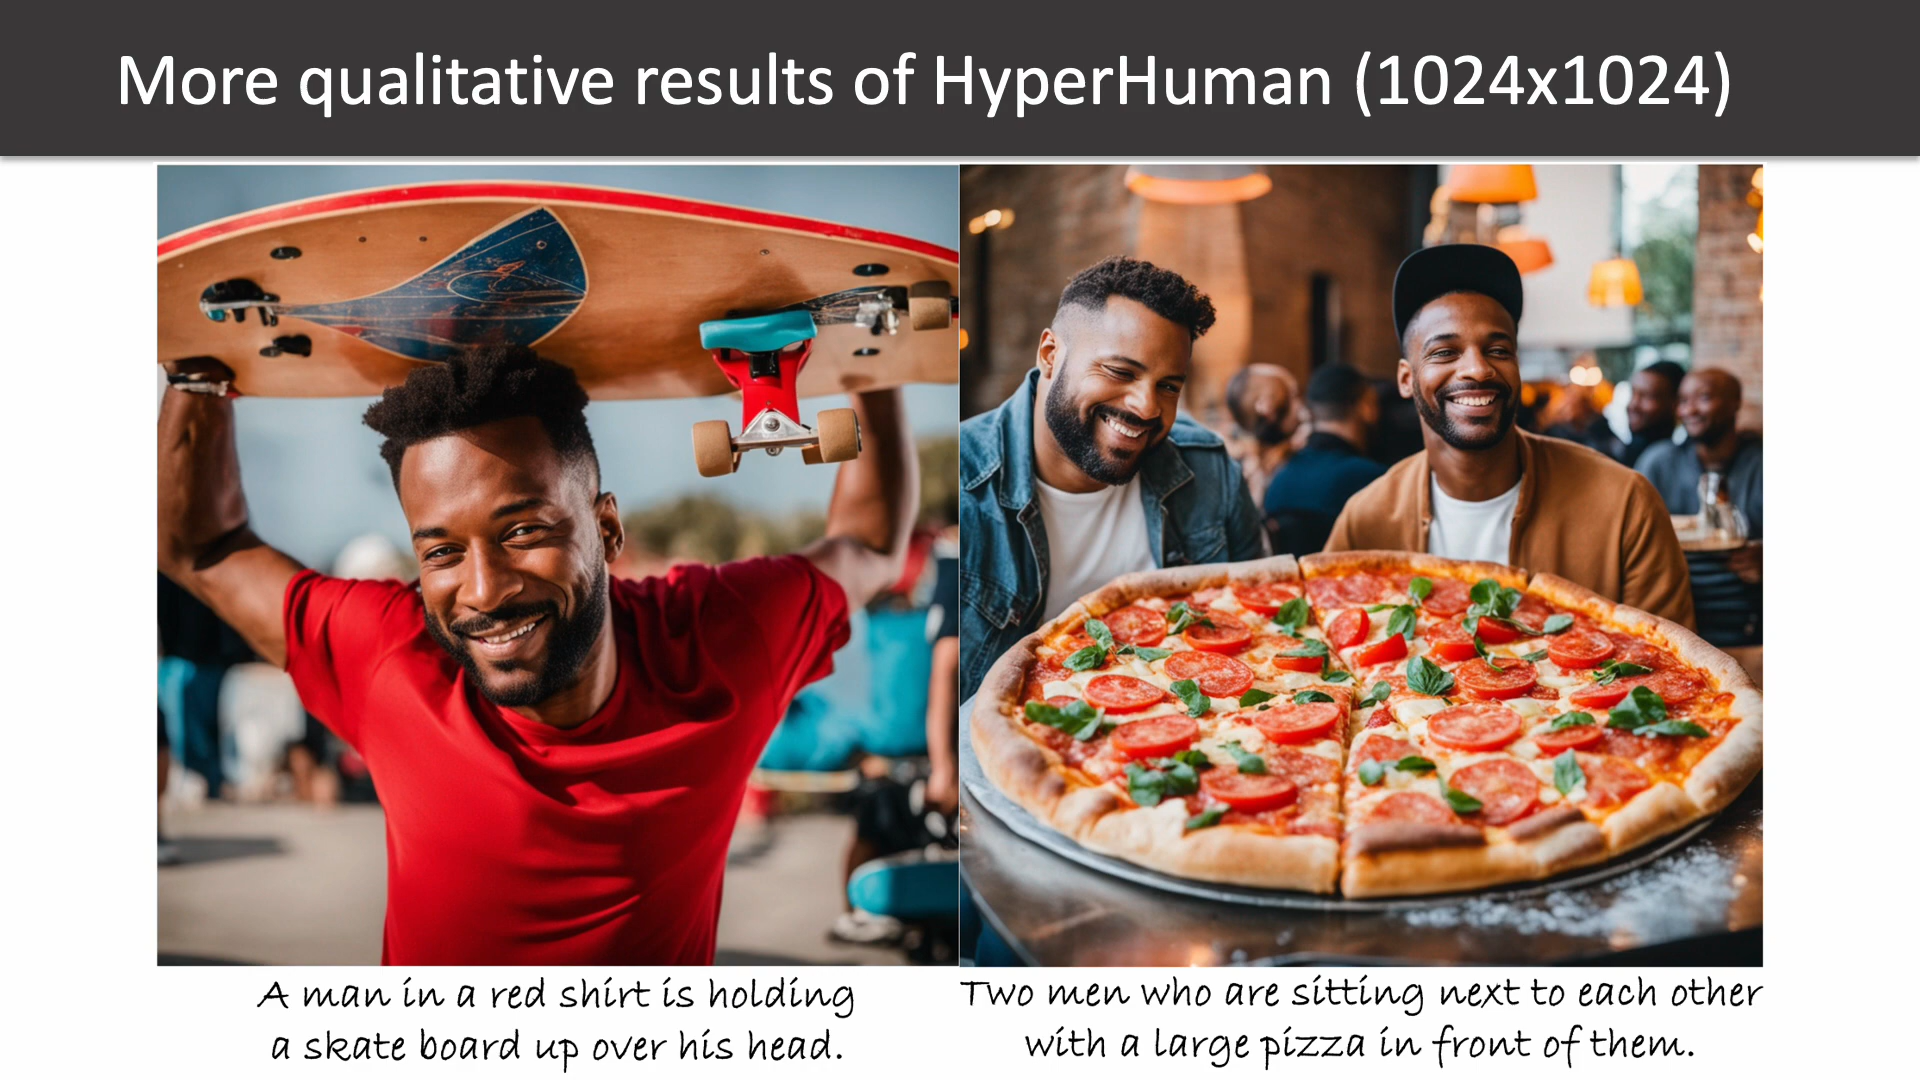 More qualitative results of HyperHuman (1024x1024)
A man in a red shirt is holding
a skate board up over his head.
Two men who are sitting next to each other
with a large pizza in front of them.